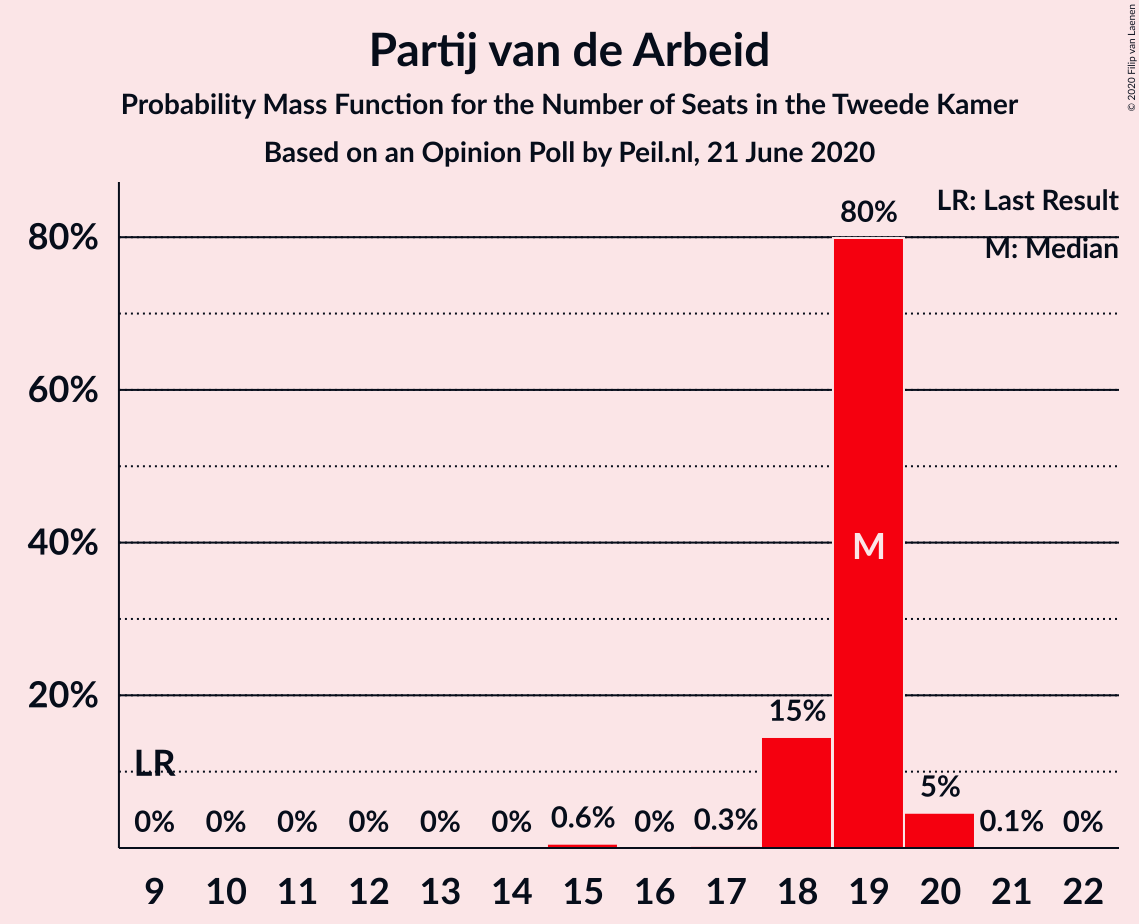 Partij van de Arbeid
Probability Mass Function for the Number of Seats in the Tweede Kamer
Based on an Opinion Poll by Peil.nl, 21 June 2020
© 2020 Filip van Laenen
LR: Last Result
M: Median
80%
60%
40%
20%
LR
M
0% 0% 0% 0% 0% 0% 0.6% 0% 0.3% 15% 80% 5% 0.1% 0%
9 10 11 12 13 14 15 16 17 18 19 20 21 22